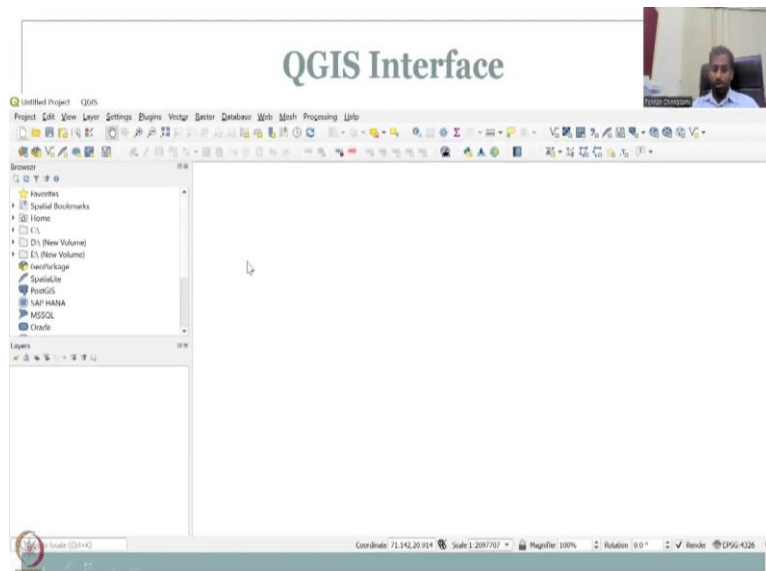 QGIS Interface
Untitled Project QGIS
Project Edit View Layer Settings Plugins Vector Raster Database Web Mesh Processing Help
Browser
Favorites
Spatial Bookmarks
Home
C:\
D:\ (New Volume)
E:\ (New Volume)
GeoPackage
SpatiaLite
PostGIS
SAP HANA
MSSQL
Oracle
Layers
locate (Ctrl+K) Coordinate 71.142,20.914 Scale 1:2097707 Magnifier 100% Rotation 0.0 ° Render EPSG:4326